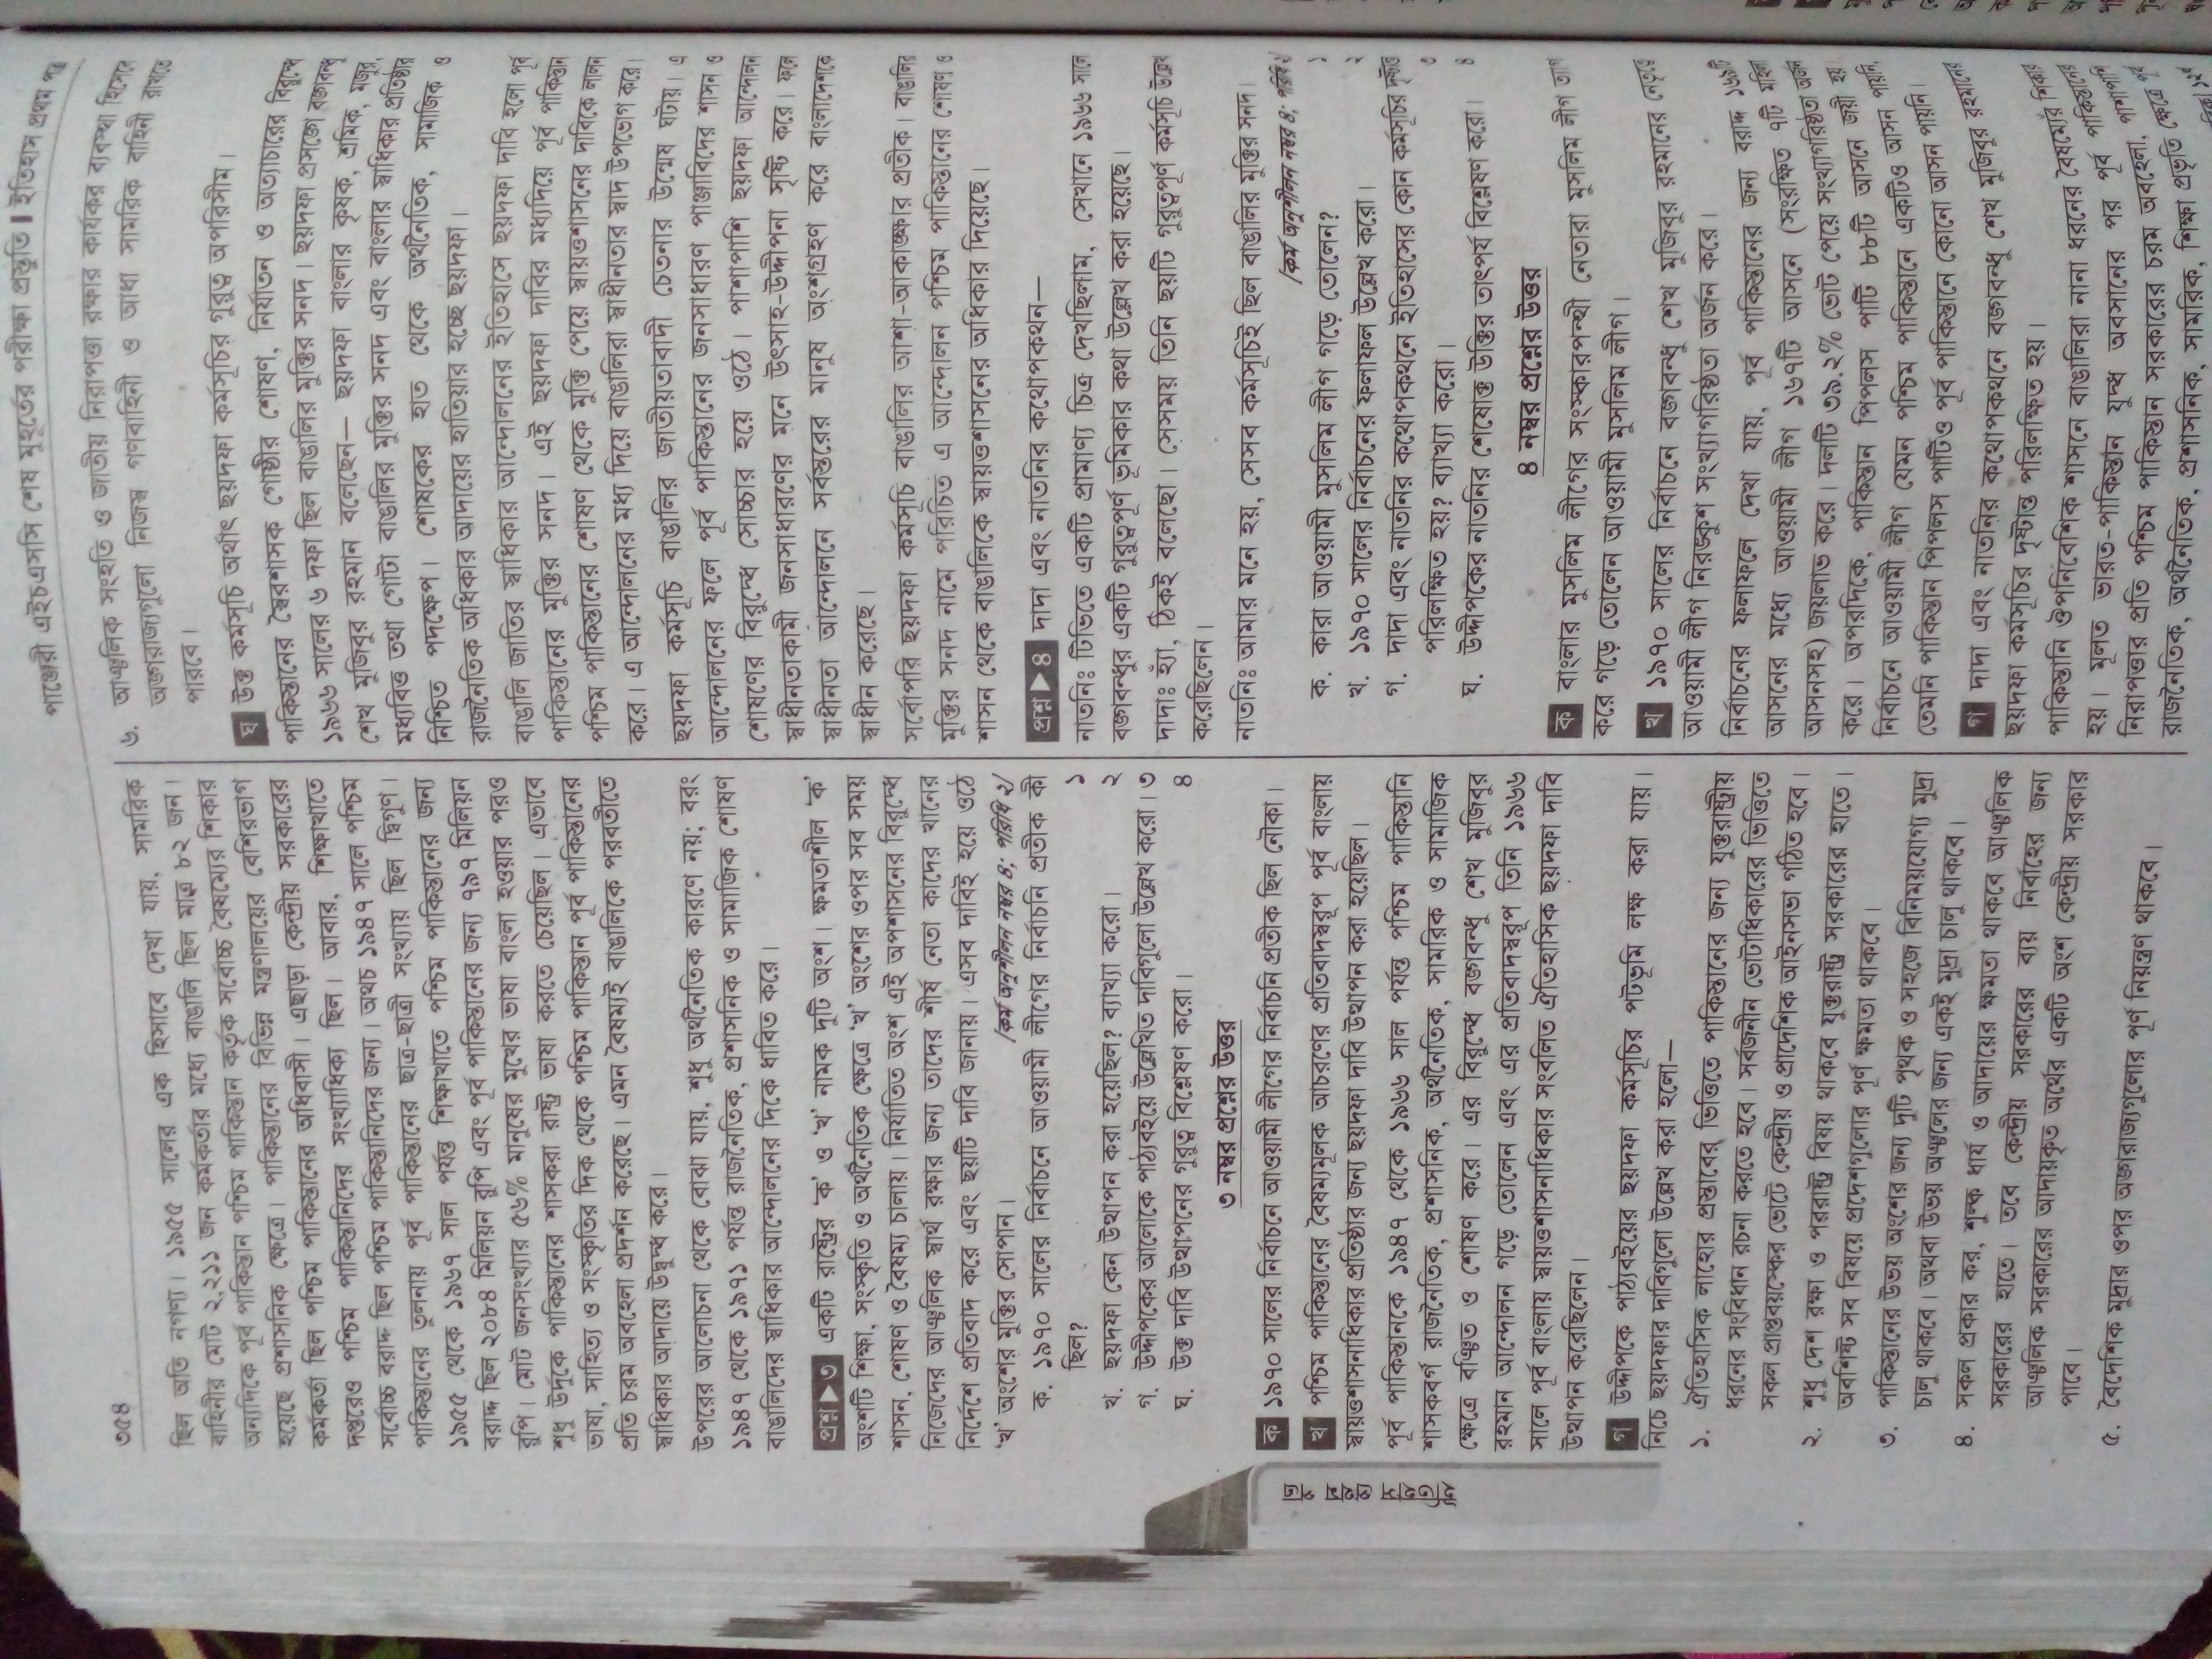 পাঞ্জেরী এইচএসসি শেষ মুহূর্তের পরীক্ষা প্রস্তুতি ‖ ইতিহাস প্রথম পত্র
৩৫৪
ছিল অতি নগণ্য। ১৯৫৫ সালের এক হিসাবে দেখা যায়, সামরিক
বাহিনীর মোট ২,২১১ জন কর্মকর্তার মধ্যে বাঙালি ছিল মাত্র ৮২ জন।
অন্যদিকে পূর্ব পাকিস্তান পশ্চিম পাকিস্তান কর্তৃক সর্বোচ্চ বৈষম্যের শিকার
হয়েছে প্রশাসনিক ক্ষেত্রে। পাকিস্তানের বিভিন্ন মন্ত্রণালয়ের বেশিরভাগ
কর্মকর্তা ছিল পশ্চিম পাকিস্তানের অধিবাসী। এছাড়া কেন্দ্রীয় সরকারের
দপ্তরেও পশ্চিম পাকিস্তানিদের সংখ্যাধিক্য ছিল। আবার, শিক্ষাখাতে
সর্বোচ্চ বরাদ্দ ছিল পশ্চিম পাকিস্তানিদের জন্য। অথচ ১৯৪৭ সালে পশ্চিম
পাকিস্তানের তুলনায় পূর্ব পাকিস্তানের ছাত্র-ছাত্রী সংখ্যায় ছিল দ্বিগুণ।
১৯৫৫ থেকে ১৯৬৭ সাল পর্যন্ত শিক্ষাখাতে পশ্চিম পাকিস্তানের জন্য
বরাদ্দ ছিল ২০৮৪ মিলিয়ন রুপি এবং পূর্ব পাকিস্তানের জন্য ৭৯৭ মিলিয়ন
রুপি। মোট জনসংখ্যার ৫৬% মানুষের মুখের ভাষা বাংলা হওয়ার পরও
শুধু উর্দুকে পাকিস্তানের শাসকরা রাষ্ট্র ভাষা করতে চেয়েছিল। এভাবে
ভাষা, সাহিত্য ও সংস্কৃতির দিক থেকে পশ্চিম পাকিস্তান পূর্ব পাকিস্তানের
প্রতি চরম অবহেলা প্রদর্শন করেছে। এমন বৈষম্যই বাঙালিকে পরবর্তীতে
স্বাধিকার আদায়ে উদ্বুদ্ধ করে।
উপরের আলোচনা থেকে বোঝা যায়, শুধু অর্থনৈতিক কারণে নয়; বরং
১৯৪৭ থেকে ১৯৭১ পর্যন্ত রাজনৈতিক, প্রশাসনিক ও সামাজিক শোষণ
বাঙালিদের স্বাধিকার আন্দোলনের দিকে ধাবিত করে।
প্রশ্ন ▶ ৩ একটি রাষ্ট্রের ‘ক’ ও ‘খ’ নামক দুটি অংশ। ক্ষমতাশীল ‘ক’
অংশটি শিক্ষা, সংস্কৃতি ও অর্থনৈতিক ক্ষেত্রে ‘খ’ অংশের ওপর সব সময়
শাসন, শোষণ ও বৈষম্য চালায়। নির্যাতিত অংশ এই অপশাসনের বিরুদ্ধে
নিজেদের আঞ্চলিক স্বার্থ রক্ষার জন্য তাদের শীর্ষ নেতা কাদের খানের
নির্দেশে প্রতিবাদ করে এবং ছয়টি দাবি জানায়। এসব দাবিই হয়ে ওঠে
‘খ’ অংশের মুক্তির সোপান। [কর্ম অনুশীলন নম্বর ৪; পরিধি ২]
ক. ১৯৭০ সালের নির্বাচনে আওয়ামী লীগের নির্বাচনি প্রতীক কী
ছিল? ১
খ. ছয়দফা কেন উত্থাপন করা হয়েছিল? ব্যাখ্যা করো। ২
গ. উদ্দীপকের আলোকে পাঠ্যবইয়ে উল্লেখিত দাবিগুলো উল্লেখ করো। ৩
ঘ. উক্ত দাবি উত্থাপনের গুরুত্ব বিশ্লেষণ করো। ৪
৩ নম্বর প্রশ্নের উত্তর
ক ১৯৭০ সালের নির্বাচনে আওয়ামী লীগের নির্বাচনি প্রতীক ছিল নৌকা।
খ পশ্চিম পাকিস্তানের বৈষম্যমূলক আচরণের প্রতিবাদস্বরূপ পূর্ব বাংলায়
স্বায়ত্তশাসনাধিকার প্রতিষ্ঠার জন্য ছয়দফা দাবি উত্থাপন করা হয়েছিল।
পূর্ব পাকিস্তানকে ১৯৪৭ থেকে ১৯৬৬ সাল পর্যন্ত পশ্চিম পাকিস্তানি
শাসকবর্গ রাজনৈতিক, প্রশাসনিক, অর্থনৈতিক, সামরিক ও সামাজিক
ক্ষেত্রে বঞ্চিত ও শোষণ করে। এর বিরুদ্ধে বঙ্গবন্ধু শেখ মুজিবুর
রহমান আন্দোলন গড়ে তোলেন এবং এর প্রতিবাদস্বরূপ তিনি ১৯৬৬
সালে পূর্ব বাংলায় স্বায়ত্তশাসনাধিকার সংবলিত ঐতিহাসিক ছয়দফা দাবি
উত্থাপন করেছিলেন।
গ উদ্দীপকে পাঠ্যবইয়ের ছয়দফা কর্মসূচির পটভূমি লক্ষ করা যায়।
নিচে ছয়দফার দাবিগুলো উল্লেখ করা হলো—
১. ঐতিহাসিক লাহোর প্রস্তাবের ভিত্তিতে পাকিস্তানের জন্য যুক্তরাষ্ট্রীয়
ধরনের সংবিধান রচনা করতে হবে। সর্বজনীন ভোটাধিকারের ভিত্তিতে
সকল প্রাপ্তবয়স্কের ভোটে কেন্দ্রীয় ও প্রাদেশিক আইনসভা গঠিত হবে।
২. শুধু দেশ রক্ষা ও পররাষ্ট্র বিষয় থাকবে যুক্তরাষ্ট্র সরকারের হাতে।
অবশিষ্ট সব বিষয়ে প্রদেশগুলোর পূর্ণ ক্ষমতা থাকবে।
৩. পাকিস্তানের উভয় অংশের জন্য দুটি পৃথক ও সহজে বিনিময়যোগ্য মুদ্রা
চালু থাকবে। অথবা উভয় অঞ্চলের জন্য একই মুদ্রা চালু থাকবে।
৪. সকল প্রকার কর, শুল্ক ধার্য ও আদায়ের ক্ষমতা থাকবে আঞ্চলিক
সরকারের হাতে। তবে কেন্দ্রীয় সরকারের ব্যয় নির্বাহের জন্য
আঞ্চলিক সরকারের আদায়কৃত অর্থের একটি অংশ কেন্দ্রীয় সরকার
পাবে।
৫. বৈদেশিক মুদ্রার ওপর অঙ্গরাজ্যগুলোর পূর্ণ নিয়ন্ত্রণ থাকবে।
৬. আঞ্চলিক সংহতি ও জাতীয় নিরাপত্তা রক্ষার কার্যকর ব্যবস্থা হিসেবে
অঙ্গরাজ্যগুলো নিজস্ব গণবাহিনী ও আধা সামরিক বাহিনী রাখতে
পারবে।
ঘ উক্ত কর্মসূচি অর্থাৎ ছয়দফা কর্মসূচির গুরুত্ব অপরিসীম।
পাকিস্তানের স্বৈরশাসক গোষ্ঠীর শোষণ, নির্যাতন ও অত্যাচারের বিরুদ্ধে
১৯৬৬ সালের ৬ দফা ছিল বাঙালির মুক্তির সনদ। ছয়দফা প্রসঙ্গে বঙ্গবন্ধু
শেখ মুজিবুর রহমান বলেছেন— ছয়দফা বাংলার কৃষক, শ্রমিক, মজুর,
মধ্যবিত্ত তথা গোটা বাঙালির মুক্তির সনদ এবং বাংলার স্বাধিকার প্রতিষ্ঠার
নিশ্চিত পদক্ষেপ। শোষকের হাত থেকে অর্থনৈতিক, সামাজিক ও
রাজনৈতিক অধিকার আদায়ের হাতিয়ার হচ্ছে ছয়দফা।
বাঙালি জাতির স্বাধিকার আন্দোলনের ইতিহাসে ছয়দফা দাবি হলো পূর্ব
পাকিস্তানের মুক্তির সনদ। এই ছয়দফা দাবির মধ্যদিয়ে পূর্ব পাকিস্তান
পশ্চিম পাকিস্তানের শোষণ থেকে মুক্তি পেয়ে স্বায়ত্তশাসনের দাবিকে লালন
করে। এ আন্দোলনের মধ্য দিয়ে বাঙালিরা স্বাধীনতার স্বাদ উপভোগ করে।
ছয়দফা কর্মসূচি বাঙালির জাতীয়তাবাদী চেতনার উন্মেষ ঘটায়। এ
আন্দোলনের ফলে পূর্ব পাকিস্তানের জনসাধারণ পাঞ্জাবিদের শাসন ও
শোষণের বিরুদ্ধে সোচ্চার হয়ে ওঠে। পাশাপাশি ছয়দফা আন্দোলন
স্বাধীনতাকামী জনসাধারণের মনে উৎসাহ-উদ্দীপনা সৃষ্টি করে। ফলে
স্বাধীনতা আন্দোলনে সর্বস্তরের মানুষ অংশগ্রহণ করে বাংলাদেশকে
স্বাধীন করেছে।
সর্বোপরি ছয়দফা কর্মসূচি বাঙালির আশা-আকাঙ্ক্ষার প্রতীক। বাঙালির
মুক্তির সনদ নামে পরিচিত এ আন্দোলন পশ্চিম পাকিস্তানের শোষণ ও
শাসন থেকে বাঙালিকে স্বায়ত্তশাসনের অধিকার দিয়েছে।
প্রশ্ন ▶ ৪ দাদা এবং নাতনির কথোপকথন—
নাতনিঃ টিভিতে একটি প্রামাণ্য চিত্র দেখছিলাম, সেখানে ১৯৬৬ সালে
বঙ্গবন্ধুর একটি গুরুত্বপূর্ণ ভূমিকার কথা উল্লেখ করা হয়েছে।
দাদাঃ হ্যাঁ, ঠিকই বলেছো। সেসময় তিনি ছয়টি গুরুত্বপূর্ণ কর্মসূচি উল্লেখ
করেছিলেন।
নাতনিঃ আমার মনে হয়, সেসব কর্মসূচিই ছিল বাঙালির মুক্তির সনদ।
[কর্ম অনুশীলন নম্বর ৪; পরিধি ২]
ক. কারা আওয়ামী মুসলিম লীগ গড়ে তোলেন? ১
খ. ১৯৭০ সালের নির্বাচনের ফলাফল উল্লেখ করো। ২
গ. দাদা এবং নাতনির কথোপকথনে ইতিহাসের কোন কর্মসূচির দৃষ্টান্ত
পরিলক্ষিত হয়? ব্যাখ্যা করো। ৩
ঘ. উদ্দীপকের নাতনির শেষোক্ত উক্তির তাৎপর্য বিশ্লেষণ করো। ৪
৪ নম্বর প্রশ্নের উত্তর
ক বাংলার মুসলিম লীগের সংস্কারপন্থী নেতারা মুসলিম লীগ ত্যাগ
করে গড়ে তোলেন আওয়ামী মুসলিম লীগ।
খ ১৯৭০ সালের নির্বাচনে বঙ্গবন্ধু শেখ মুজিবুর রহমানের নেতৃত্বে
আওয়ামী লীগ নিরঙ্কুশ সংখ্যাগরিষ্ঠতা অর্জন করে।
নির্বাচনের ফলাফলে দেখা যায়, পূর্ব পাকিস্তানের জন্য বরাদ্দ ১৬৯টি
আসনের মধ্যে আওয়ামী লীগ ১৬৭টি আসনে (সংরক্ষিত ৭টি মহিলা
আসনসহ) জয়লাভ করে। দলটি ৩৯.২% ভোট পেয়ে সংখ্যাগরিষ্ঠতা অর্জন
করে। অপরদিকে, পাকিস্তান পিপলস পার্টি ৮৮টি আসনে জয়ী হয়।
নির্বাচনে আওয়ামী লীগ যেমন পশ্চিম পাকিস্তানে একটিও আসন পায়নি,
তেমনি পাকিস্তান পিপলস পার্টিও পূর্ব পাকিস্তানে কোনো আসন পায়নি।
গ দাদা এবং নাতনির কথোপকথনে বঙ্গবন্ধু শেখ মুজিবুর রহমানের
ছয়দফা কর্মসূচির দৃষ্টান্ত পরিলক্ষিত হয়।
পাকিস্তানি ঔপনিবেশিক শাসনে বাঙালিরা নানা ধরনের বৈষম্যের শিকার
হয়। মূলত ভারত-পাকিস্তান যুদ্ধ অবসানের পর পূর্ব পাকিস্তানের
নিরাপত্তার প্রতি পশ্চিম পাকিস্তান সরকারের চরম অবহেলা, পাশাপাশি
রাজনৈতিক, অর্থনৈতিক, প্রশাসনিক, সামরিক, শিক্ষা প্রভৃতি ক্ষেত্রে পূর্ব
ইতিহাস প্রথম পত্র